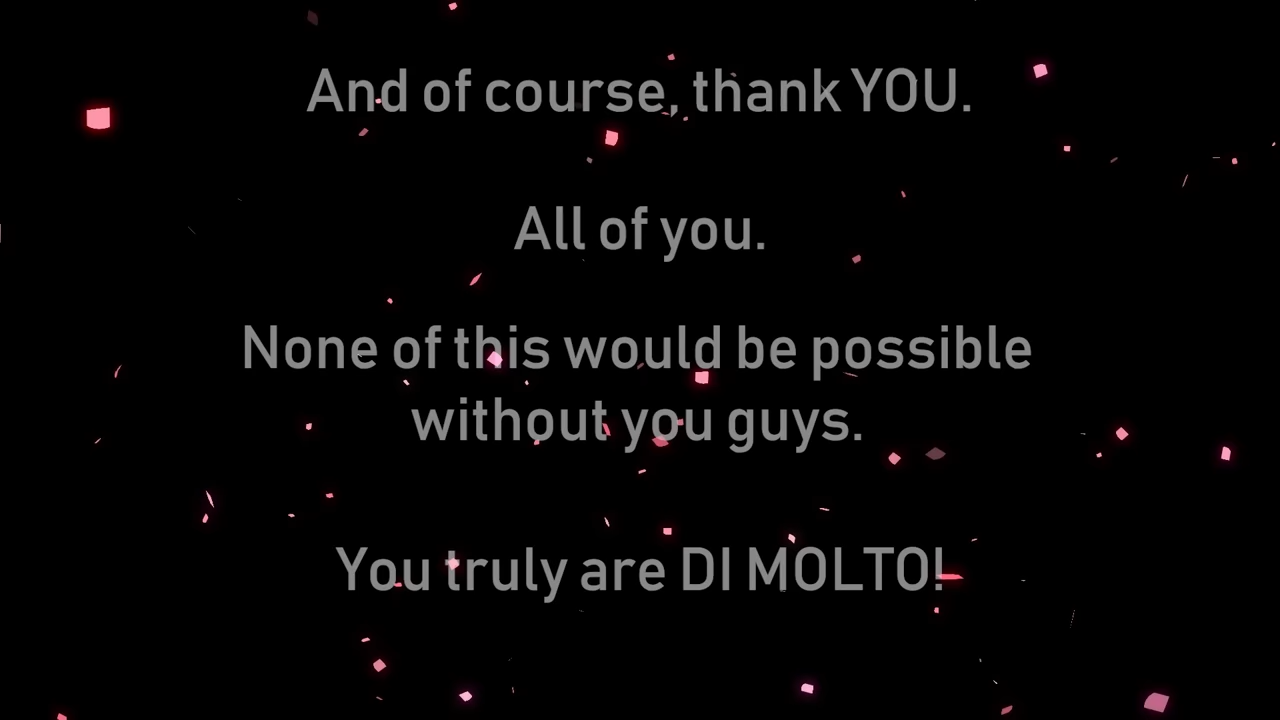 And of course, thank YOU.
All of you.
None of this would be possible
without you guys.
You truly are DI MOLTO!